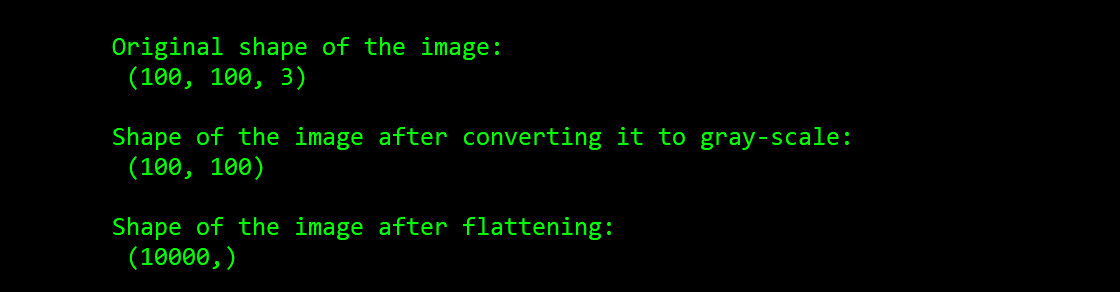 Original shape of the image:
(100, 100, 3)
Shape of the image after converting it to gray-scale:
(100, 100)
Shape of the image after flattening:
(10000,)